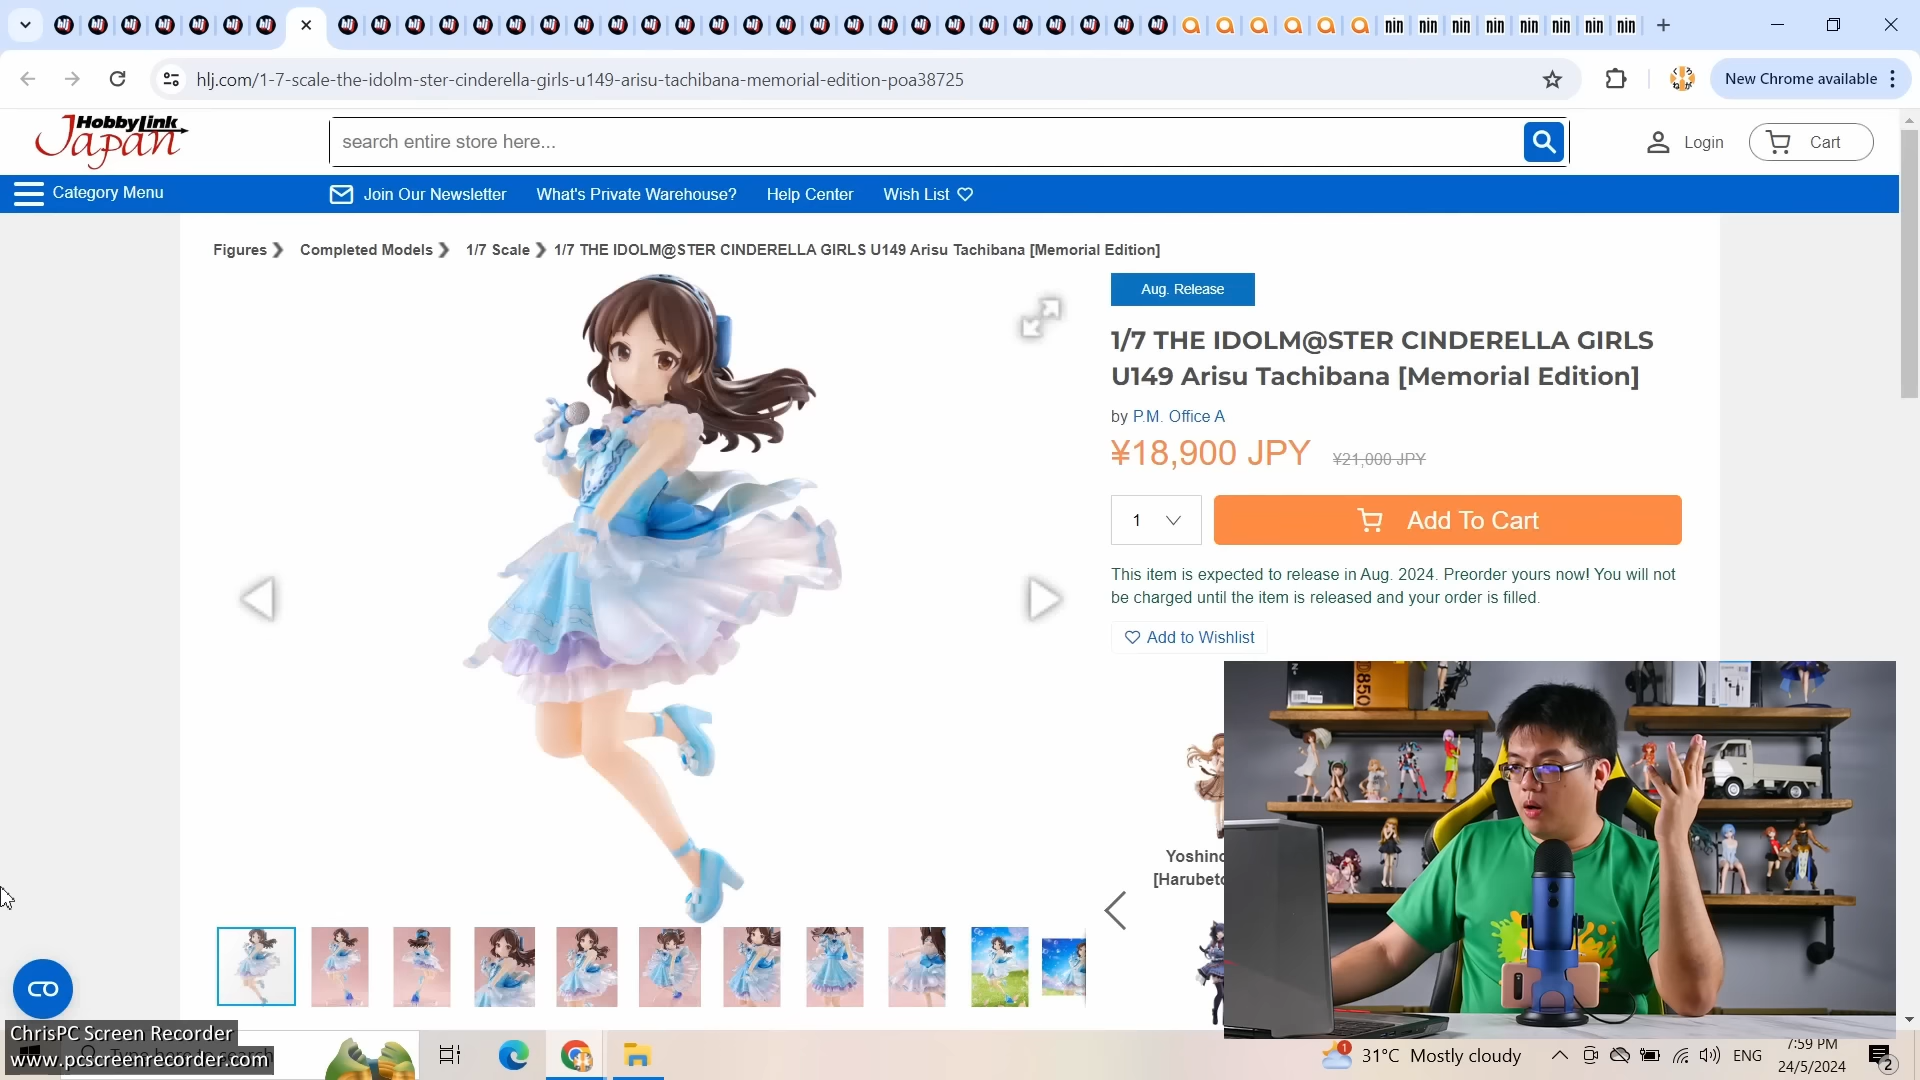 hlj.com/1-7-scale-the-idolm-ster-cinderella-girls-u149-arisu-tachibana-memorial-edition-poa38725
New Chrome available
HobbyLink
Japan
search entire store here...
Login
Cart
Category Menu
Join Our Newsletter
What's Private Warehouse?
Help Center
Wish List
Figures
Completed Models
1/7 Scale
1/7 THE IDOLM@STER CINDERELLA GIRLS U149 Arisu Tachibana [Memorial Edition]
Aug. Release
1/7 THE IDOLM@STER CINDERELLA GIRLS
U149 Arisu Tachibana [Memorial Edition]
by P.M. Office A
¥18,900 JPY ¥21,000 JPY
1
Add To Cart
This item is expected to release in Aug. 2024. Preorder yours now! You will not
be charged until the item is released and your order is filled.
Add to Wishlist
D850
ChrisPC Screen Recorder
www.pcscreenrecorder.com
1
31°C Mostly cloudy
ENG
7:59 PM
24/5/2024
2